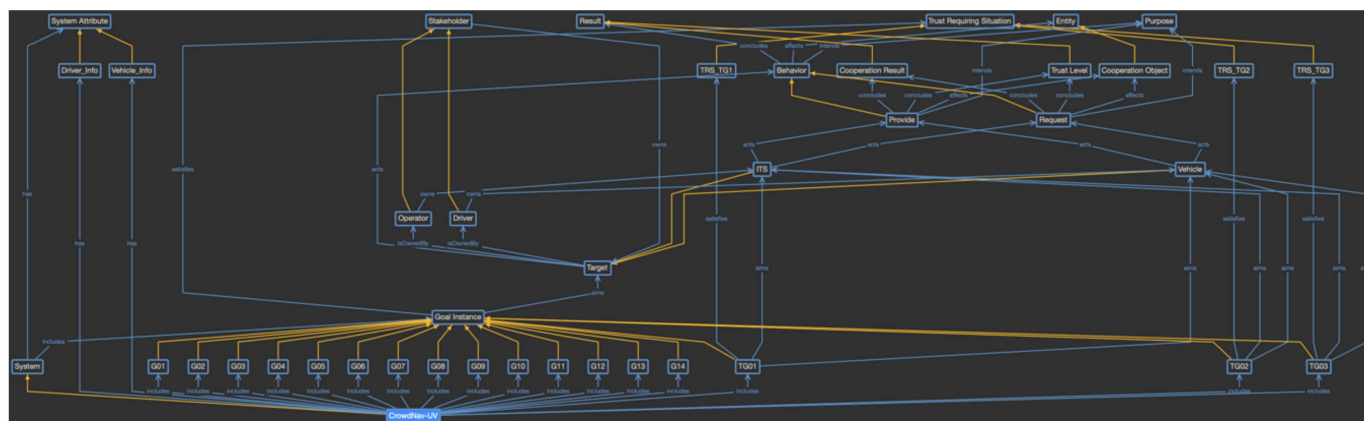 System Attribute Stakeholder Result Trust Requiring Situation Entity Purpose
concludes affects intends
Driver_Info Vehicle_Info TRS_TG1 Behavior Cooperation Result Trust Level Cooperation Object TRS_TG2 TRS_TG3
intends intends
concludes concludes affects concludes concludes affects
Provide Request
acts acts acts acts owns
has satisfies acts ITS Vehicle
owns owns
Operator Driver satisfies satisfies satisfies
has has isOwnedBy isOwnedBy
Target aims aims aims aims aims
aims
Goal Instance
includes
System G01 G02 G03 G04 G05 G06 G07 G08 G09 G10 G11 G12 G13 G14 TG01 TG02 TG03
includes includes includes includes includes includes includes includes includes includes includes includes includes includes includes includes includes
CrowdNav-UV